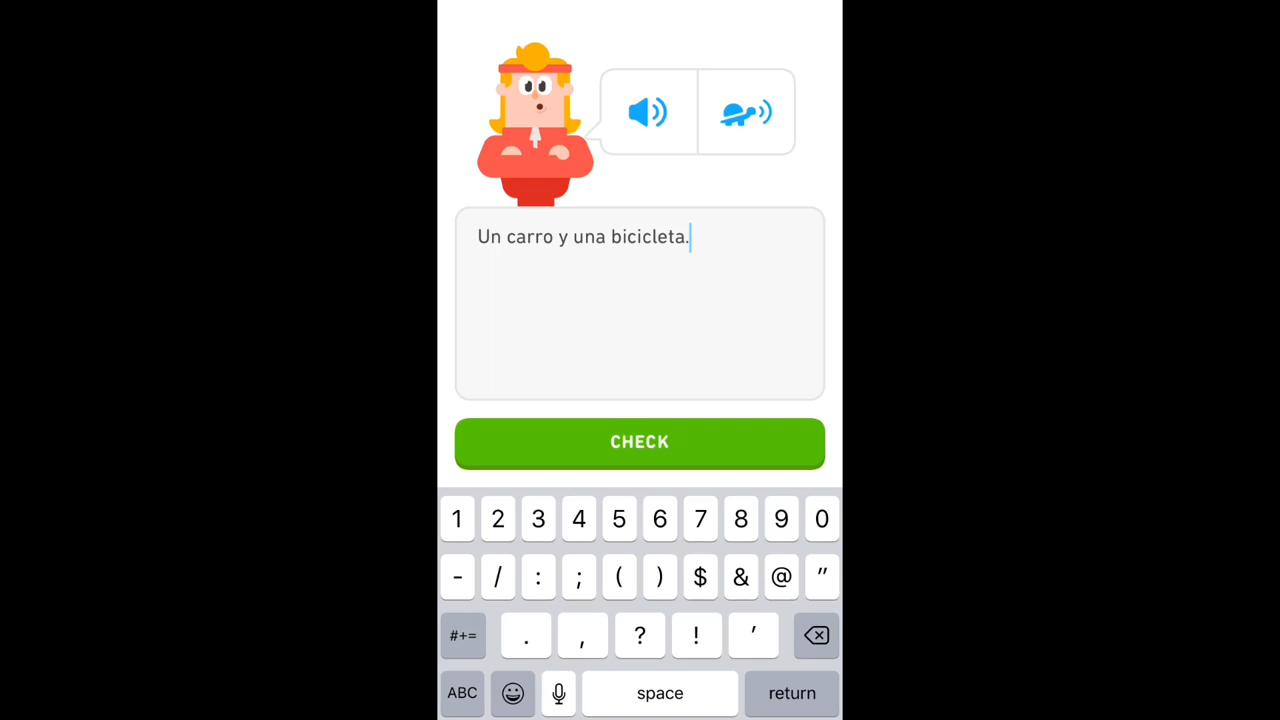 Un carro y una bicicleta.
CHECK
1 2 3 4 5 6 7 8 9 0
- / : ; ( ) $ & @ "
#+= . , ? ! '
ABC space return